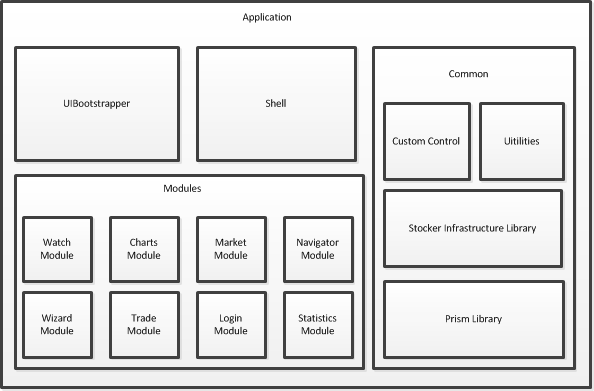 Application
UIBootstrapper
Shell
Common
Custom Control
Uitilities
Stocker Infrastructure Library
Prism Library
Modules
Watch
Module
Charts
Module
Market
Module
Navigator
Module
Wizard
Module
Trade
Module
Login
Module
Statistics
Module